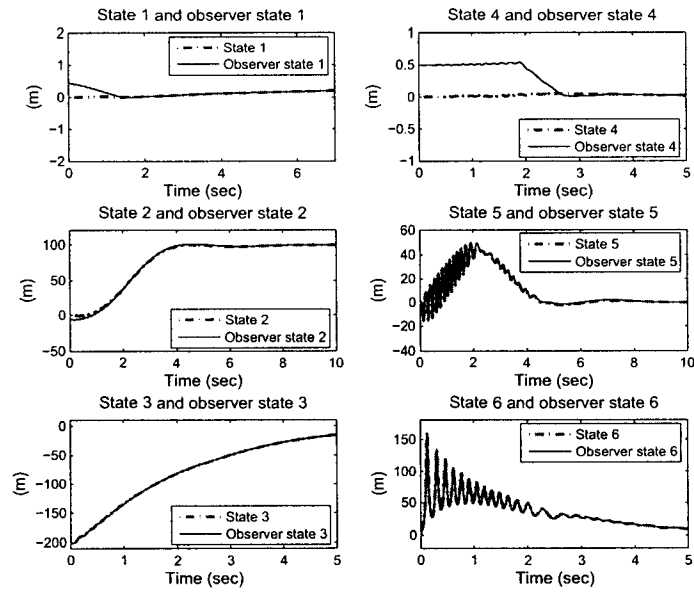 State 1 and observer state 1
2
1
0
-1
-2
0
2
4
6
(m)
Time (sec)
State 1
Observer state 1
State 4 and observer state 4
1
0.5
0
-0.5
-1
0
1
2
3
4
5
(m)
Time (sec)
State 4
Observer state 4
State 2 and observer state 2
100
50
0
-50
0
2
4
6
8
10
(m)
Time (sec)
State 2
Observer state 2
State 5 and observer state 5
60
40
20
0
-20
40
0
2
4
6
8
10
(m)
Time (sec)
State 5
Observer state 5
State 3 and observer state 3
0
-50
-100
-150
-200
0
1
2
3
4
5
(m)
Time (sec)
State 3
Observer state 3
State 6 and observer state 6
150
100
50
0
0
1
2
3
4
5
(m)
Time (sec)
State 6
Observer state 6